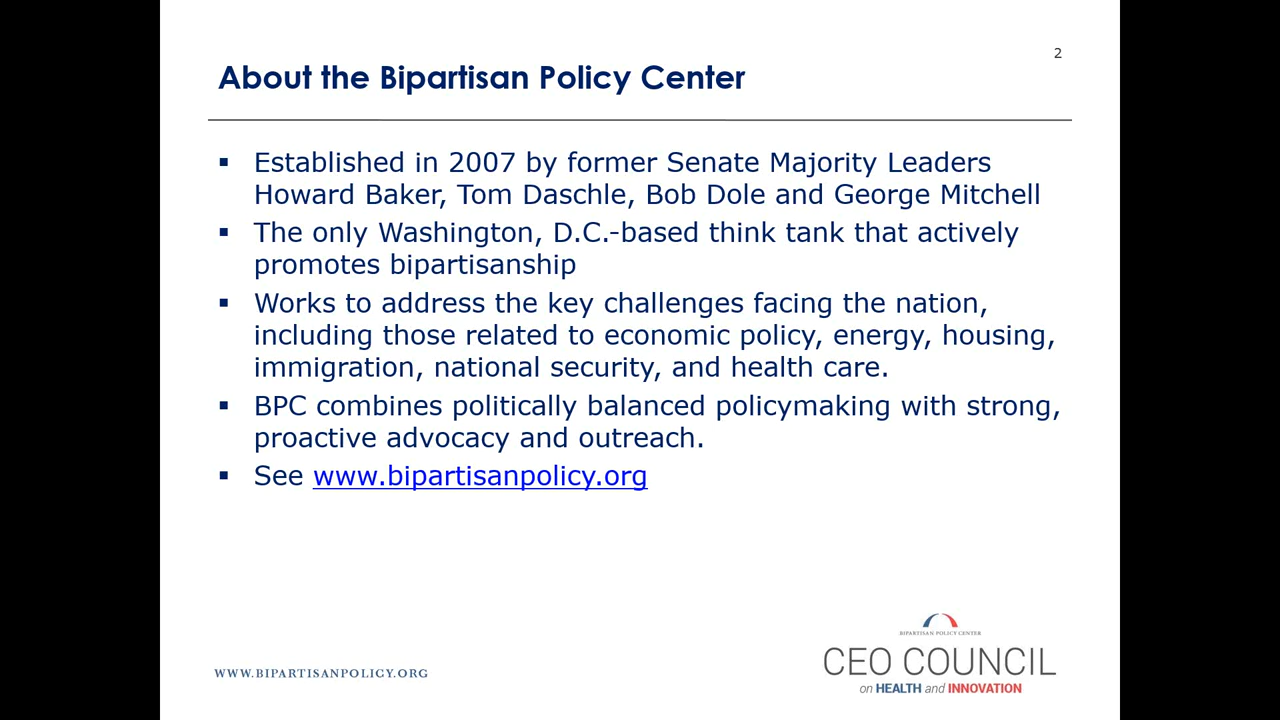 2
About the Bipartisan Policy Center
▪ Established in 2007 by former Senate Majority Leaders
Howard Baker, Tom Daschle, Bob Dole and George Mitchell
▪ The only Washington, D.C.-based think tank that actively
promotes bipartisanship
▪ Works to address the key challenges facing the nation,
including those related to economic policy, energy, housing,
immigration, national security, and health care.
▪ BPC combines politically balanced policymaking with strong,
proactive advocacy and outreach.
▪ See www.bipartisanpolicy.org
WWW.BIPARTISANPOLICY.ORG
BIPARTISAN POLICY CENTER
CEO COUNCIL
on HEALTH and INNOVATION